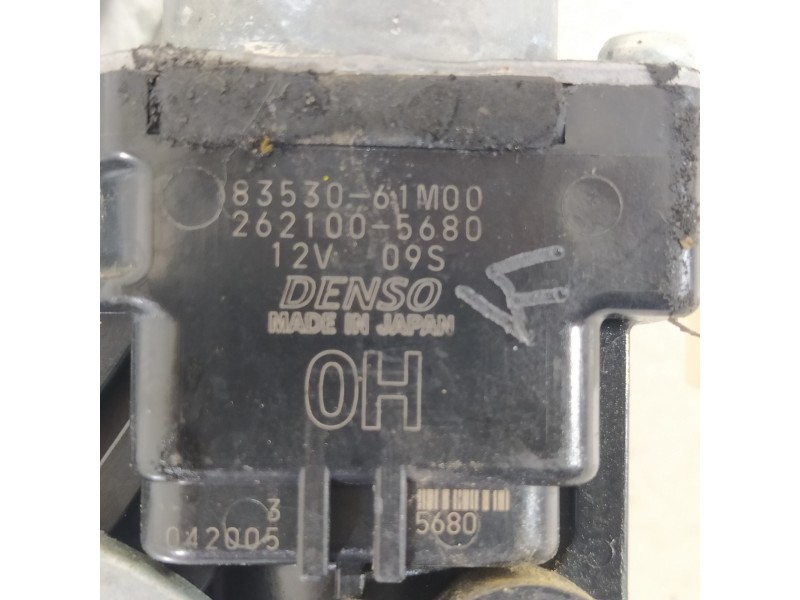 83530-61M00
262100-5680
12V 09S
DENSO
MADE IN JAPAN
0H
3
042005
5680